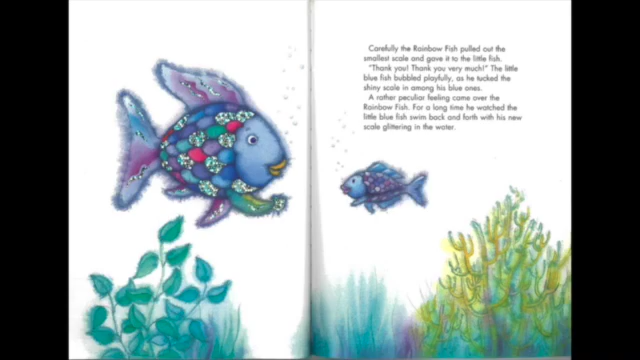 Carefully the Rainbow Fish pulled out the
smallest scale and gave it to the little fish.
"Thank you! Thank you very much!" The little
blue fish bubbled playfully, as he tucked the
shiny scale in among his blue ones.
A rather peculiar feeling came over the
Rainbow Fish. For a long time he watched the
little blue fish swim back and forth with his new
scale glittering in the water.